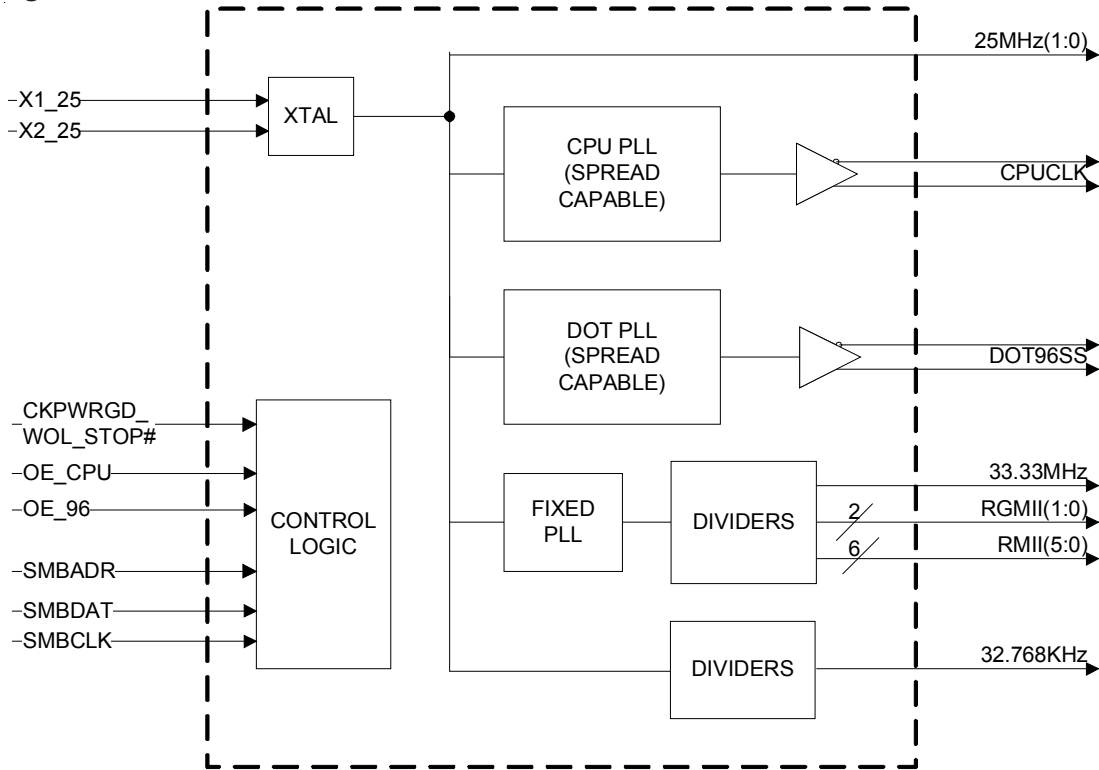 25MHz(1:0)
X1_25
X2_25
XTAL
CPU PLL
(SPREAD
CAPABLE)
CPUCLK
DOT PLL
(SPREAD
CAPABLE)
DOT96SS
CKPWRGD_
WOL_STOP#
OE_CPU
OE_96
SMBADR
SMBDAT
SMBCLK
CONTROL
LOGIC
FIXED
PLL
DIVIDERS
33.33MHz
2
RGMII(1:0)
6
RMII(5:0)
DIVIDERS
32.768KHz